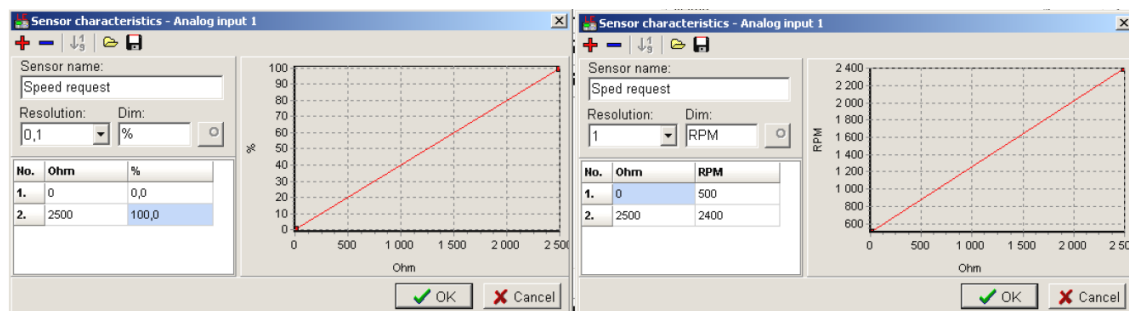 Sensor characteristics - Analog input 1
Sensor name:
Speed request
Resolution: Dim:
0,1 %
No. Ohm %
1. 0 0,0
2. 2500 100,0
100
90
80
70
60
50
40
30
20
10
0
%
0 500 1 000 1 500 2 000 2 500
Ohm
OK Cancel
Sensor characteristics - Analog input 1
Sensor name:
Sped request
Resolution: Dim:
1 RPM
No. Ohm RPM
1. 0 500
2. 2500 2400
2 400
2 200
2 000
1 800
1 600
1 400
1 200
1 000
800
600
RPM
0 500 1 000 1 500 2 000 2 500
Ohm
OK Cancel